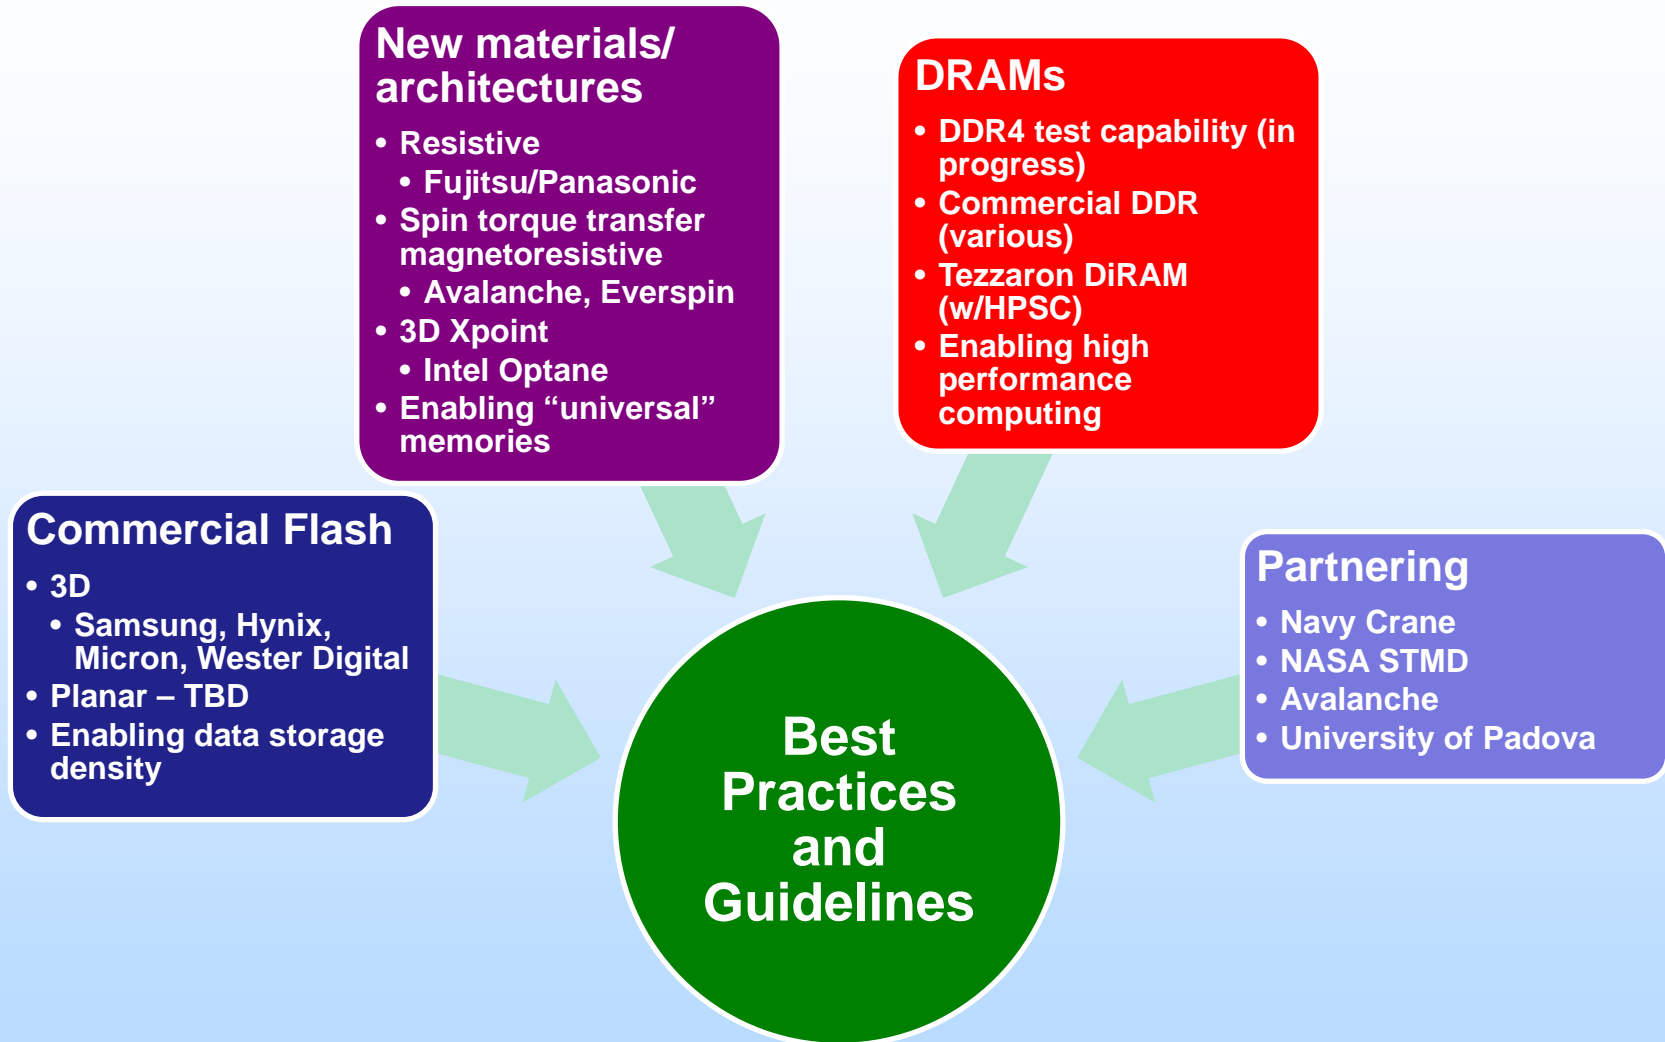 New materials/
architectures
• Resistive
• Fujitsu/Panasonic
• Spin torque transfer
magnetoresistive
• Avalanche, Everspin
• 3D Xpoint
• Intel Optane
• Enabling “universal”
memories
DRAMs
• DDR4 test capability (in
progress)
• Commercial DDR
(various)
• Tezzaron DiRAM
(w/HPSC)
• Enabling high
performance
computing
Commercial Flash
• 3D
• Samsung, Hynix,
Micron, Wester Digital
• Planar – TBD
• Enabling data storage
density
Partnering
• Navy Crane
• NASA STMD
• Avalanche
• University of Padova
Best
Practices
and
Guidelines